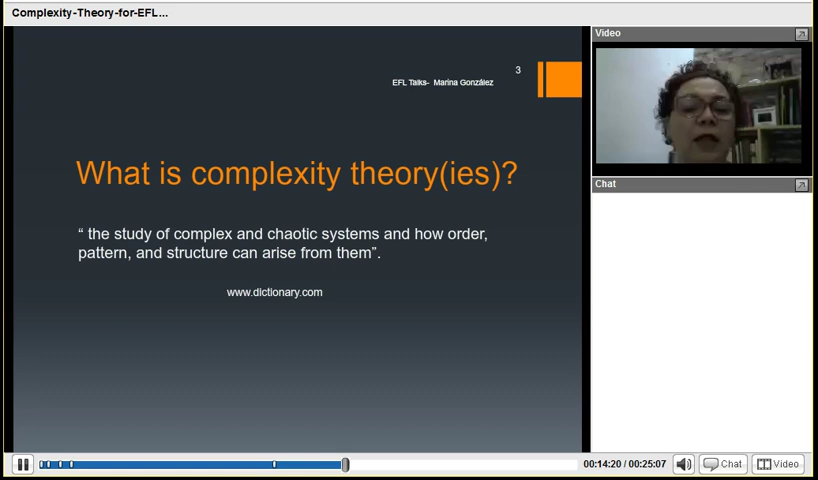 Complexity-Theory-for-EFL...
Video
3
EFL Talks- Marina González
What is complexity theory(ies)?
“ the study of complex and chaotic systems and how order,
pattern, and structure can arise from them”.
www.dictionary.com
Chat
00:14:20 / 00:25:07
Chat
Video